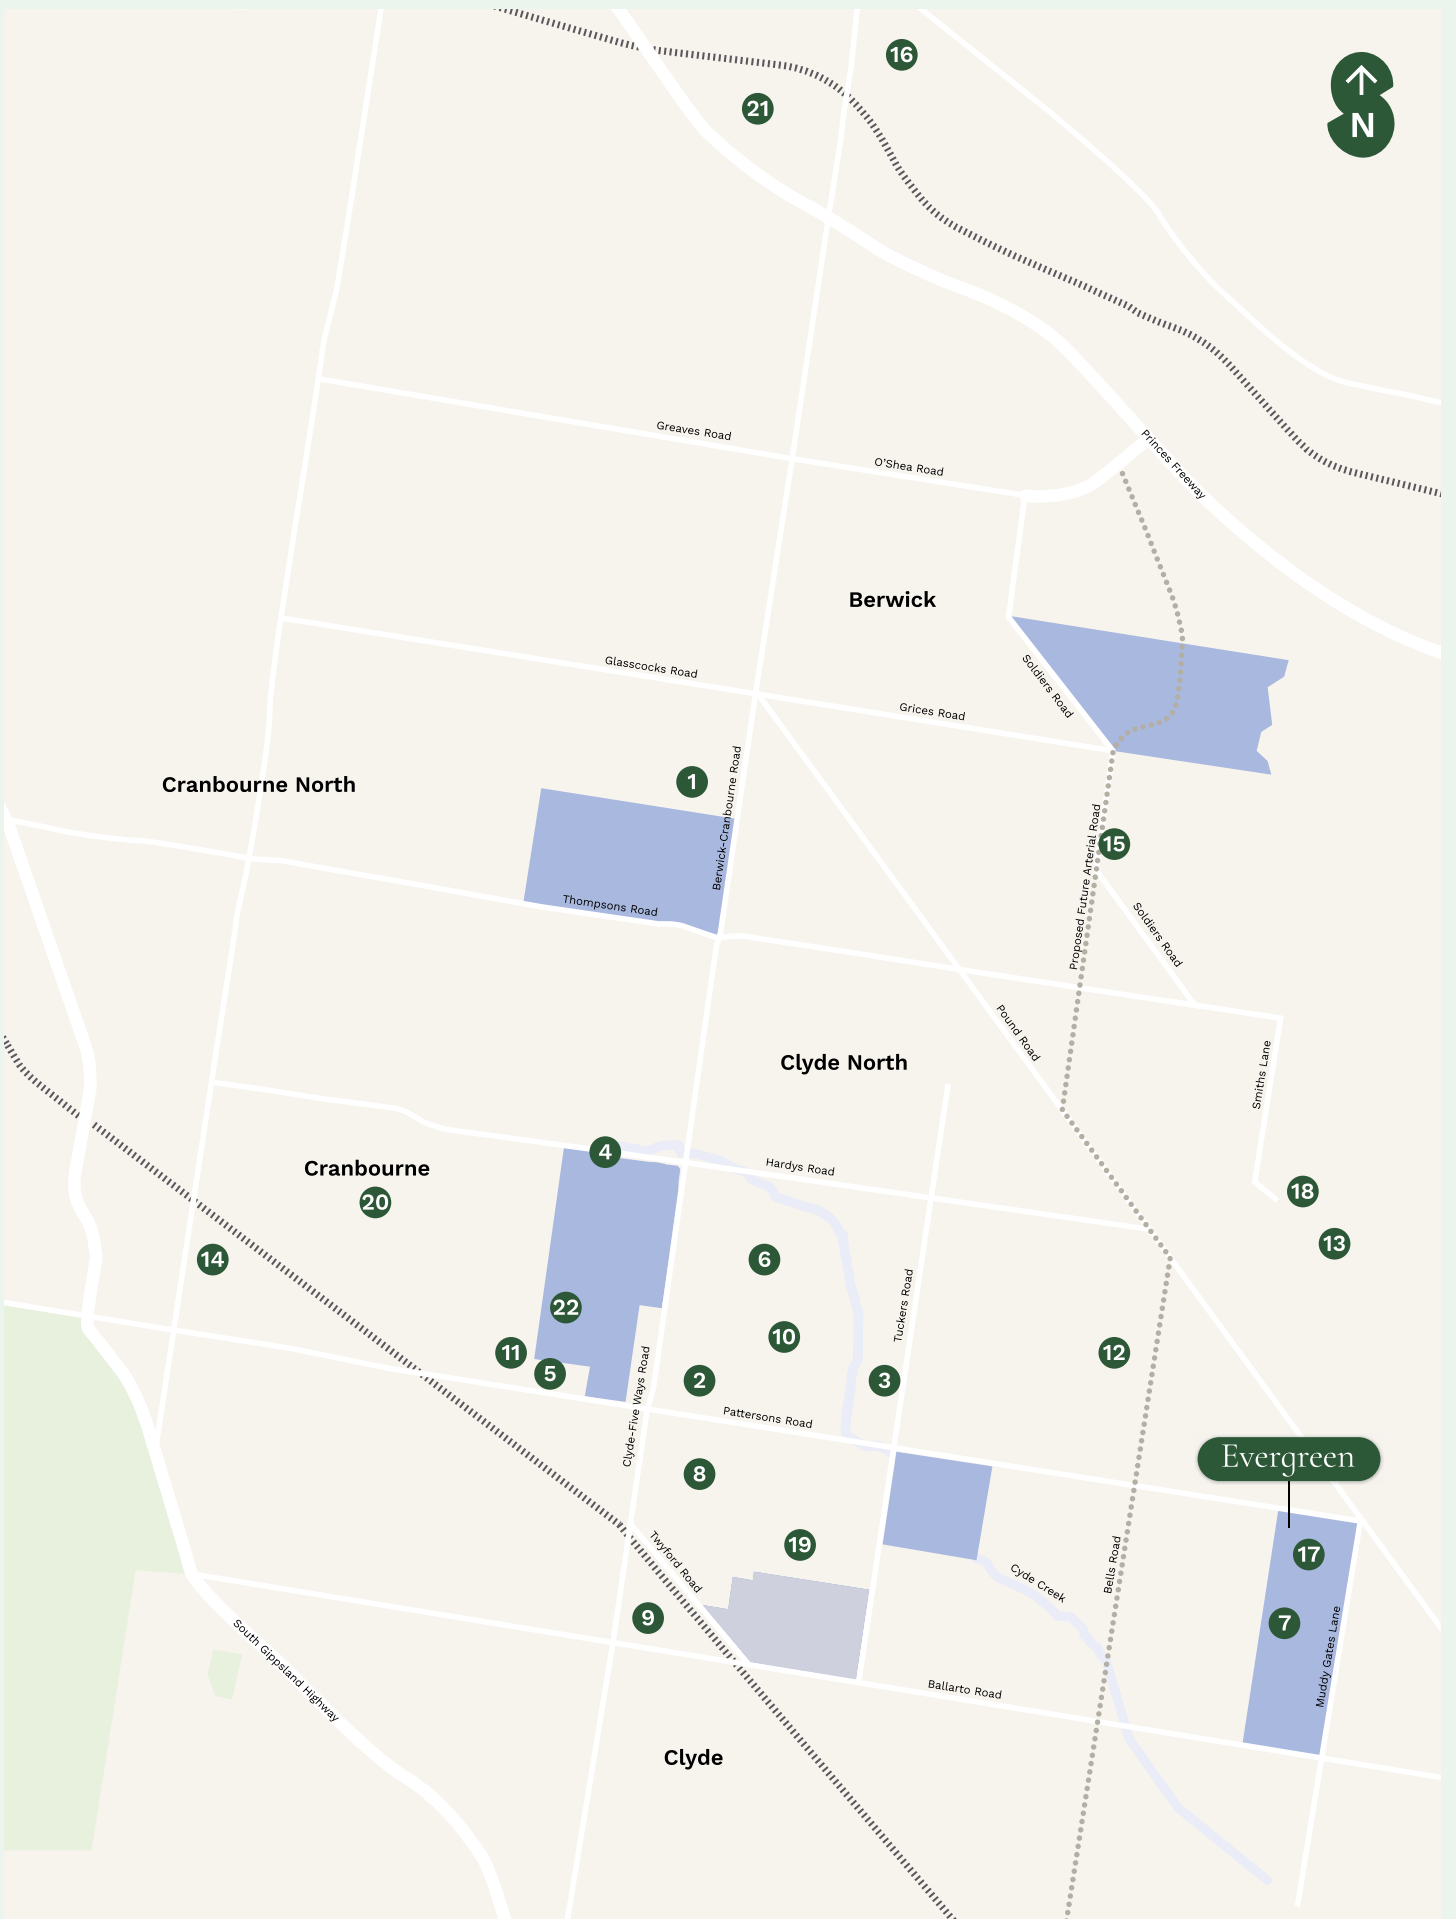 16
21
N
Greaves Road
O'Shea Road
Princes Freeway
Berwick
Glasscocks Road
Soldiers Road
Grices Road
Cranbourne North
1
Berwick-Cranbourne Road
Proposed Future Arterial Road
15
Thompsons Road
Soldiers Road
Pound Road
Clyde North
Smiths Lane
4
Cranbourne
Hardys Road
20
18
13
14
6
22
Tuckers Road
10
11
12
5
2
3
Clyde-Five Ways Road
Pattersons Road
Evergreen
8
19
17
Twyford Road
Bells Road
Cyde Creek
9
7
Muddy Gates Lane
South Gippsland Highway
Ballarto Road
Clyde